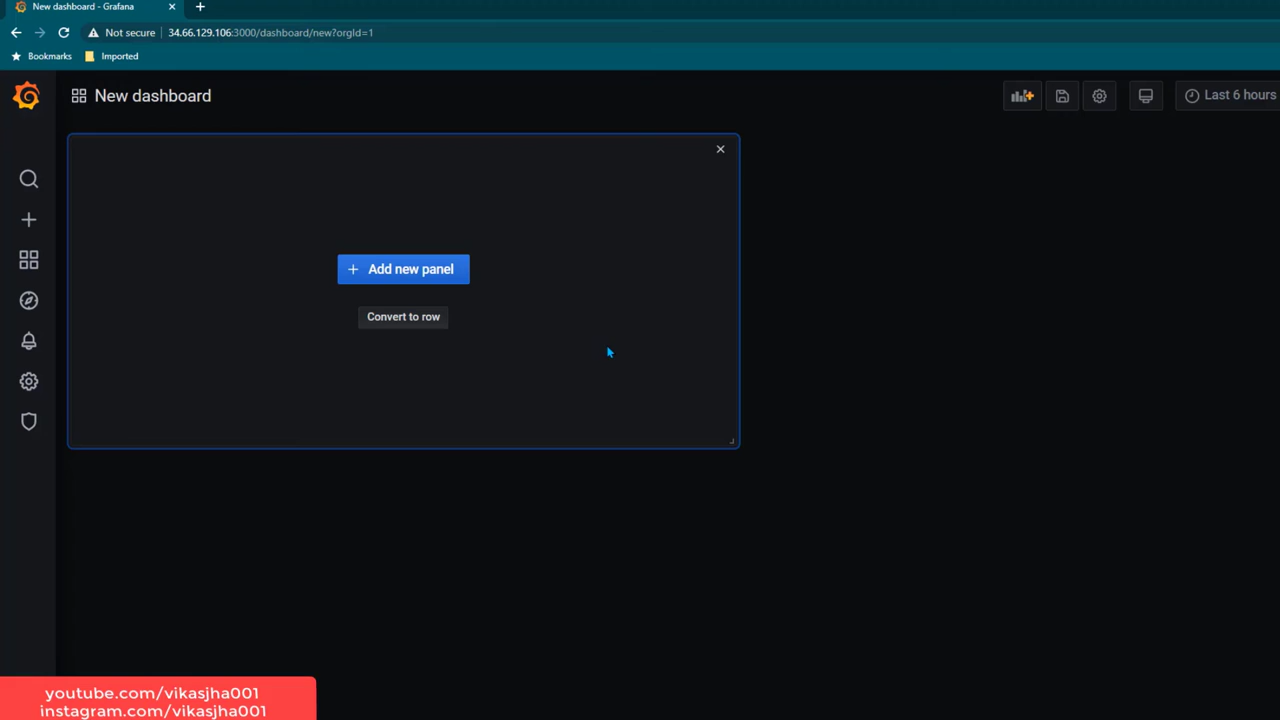 New dashboard - Grafana
Not secure 34.66.129.106:3000/dashboard/new?orgId=1
Bookmarks Imported
New dashboard Last 6 hours
Add new panel
Convert to row
youtube.com/vikasjha001
instagram.com/vikasjha001